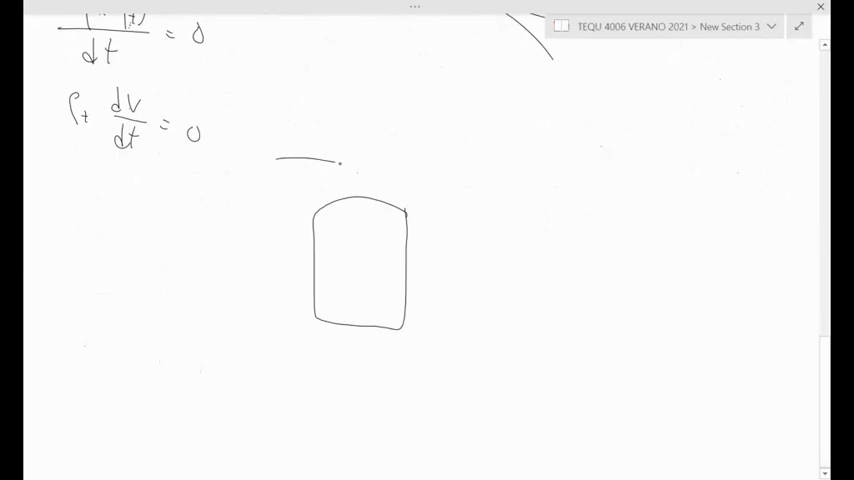 TEQU 4006 VERANO 2021 > New Section 3
dt = 0
ρt dV/dt = 0